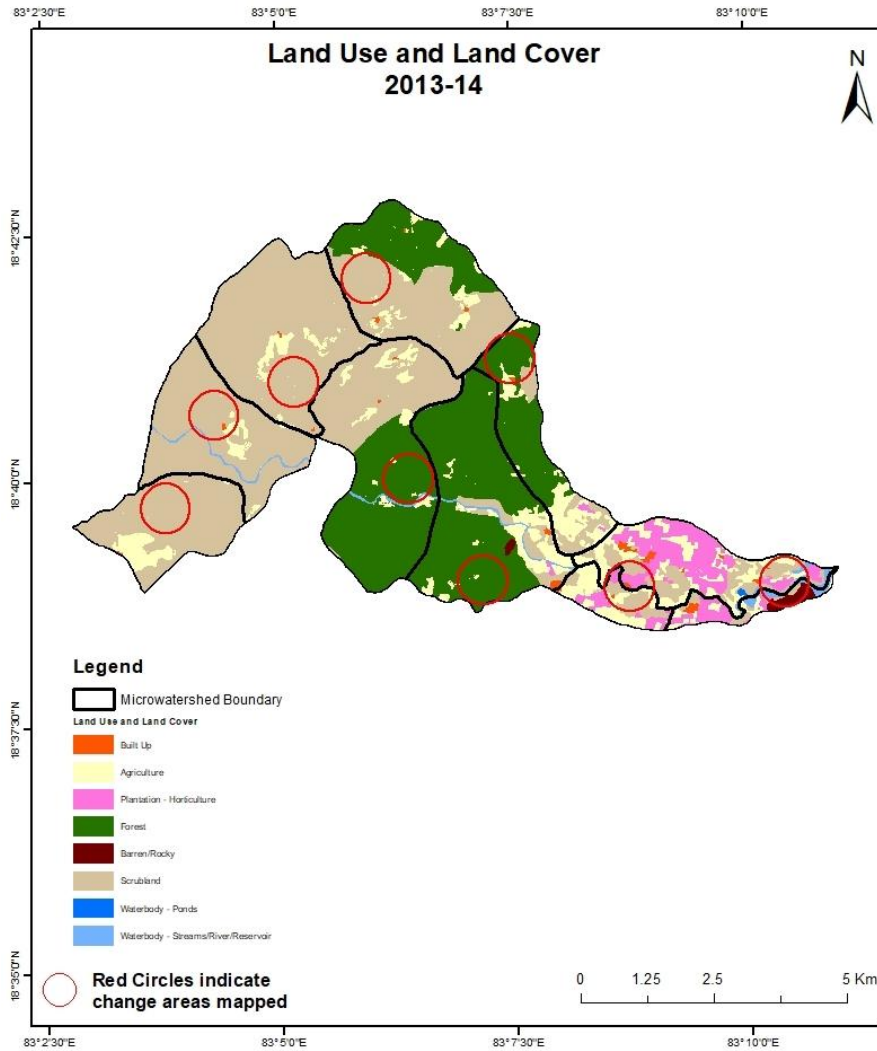 83°2'30"E 83°5'0"E 83°7'30"E 83°10'0"E
Land Use and Land Cover
2013-14
N
18°42'30"N
18°40'0"N
18°37'30"N
18°35'0"N
Legend
Microwatershed Boundary
Land Use and Land Cover
Built Up
Agriculture
Plantation - Horticulture
Forest
Barren/Rocky
Scrubland
Waterbody - Ponds
Waterbody - Streams/River/Reservoir
Red Circles indicate
change areas mapped
0 1.25 2.5 5 Km
83°2'30"E 83°5'0"E 83°7'30"E 83°10'0"E